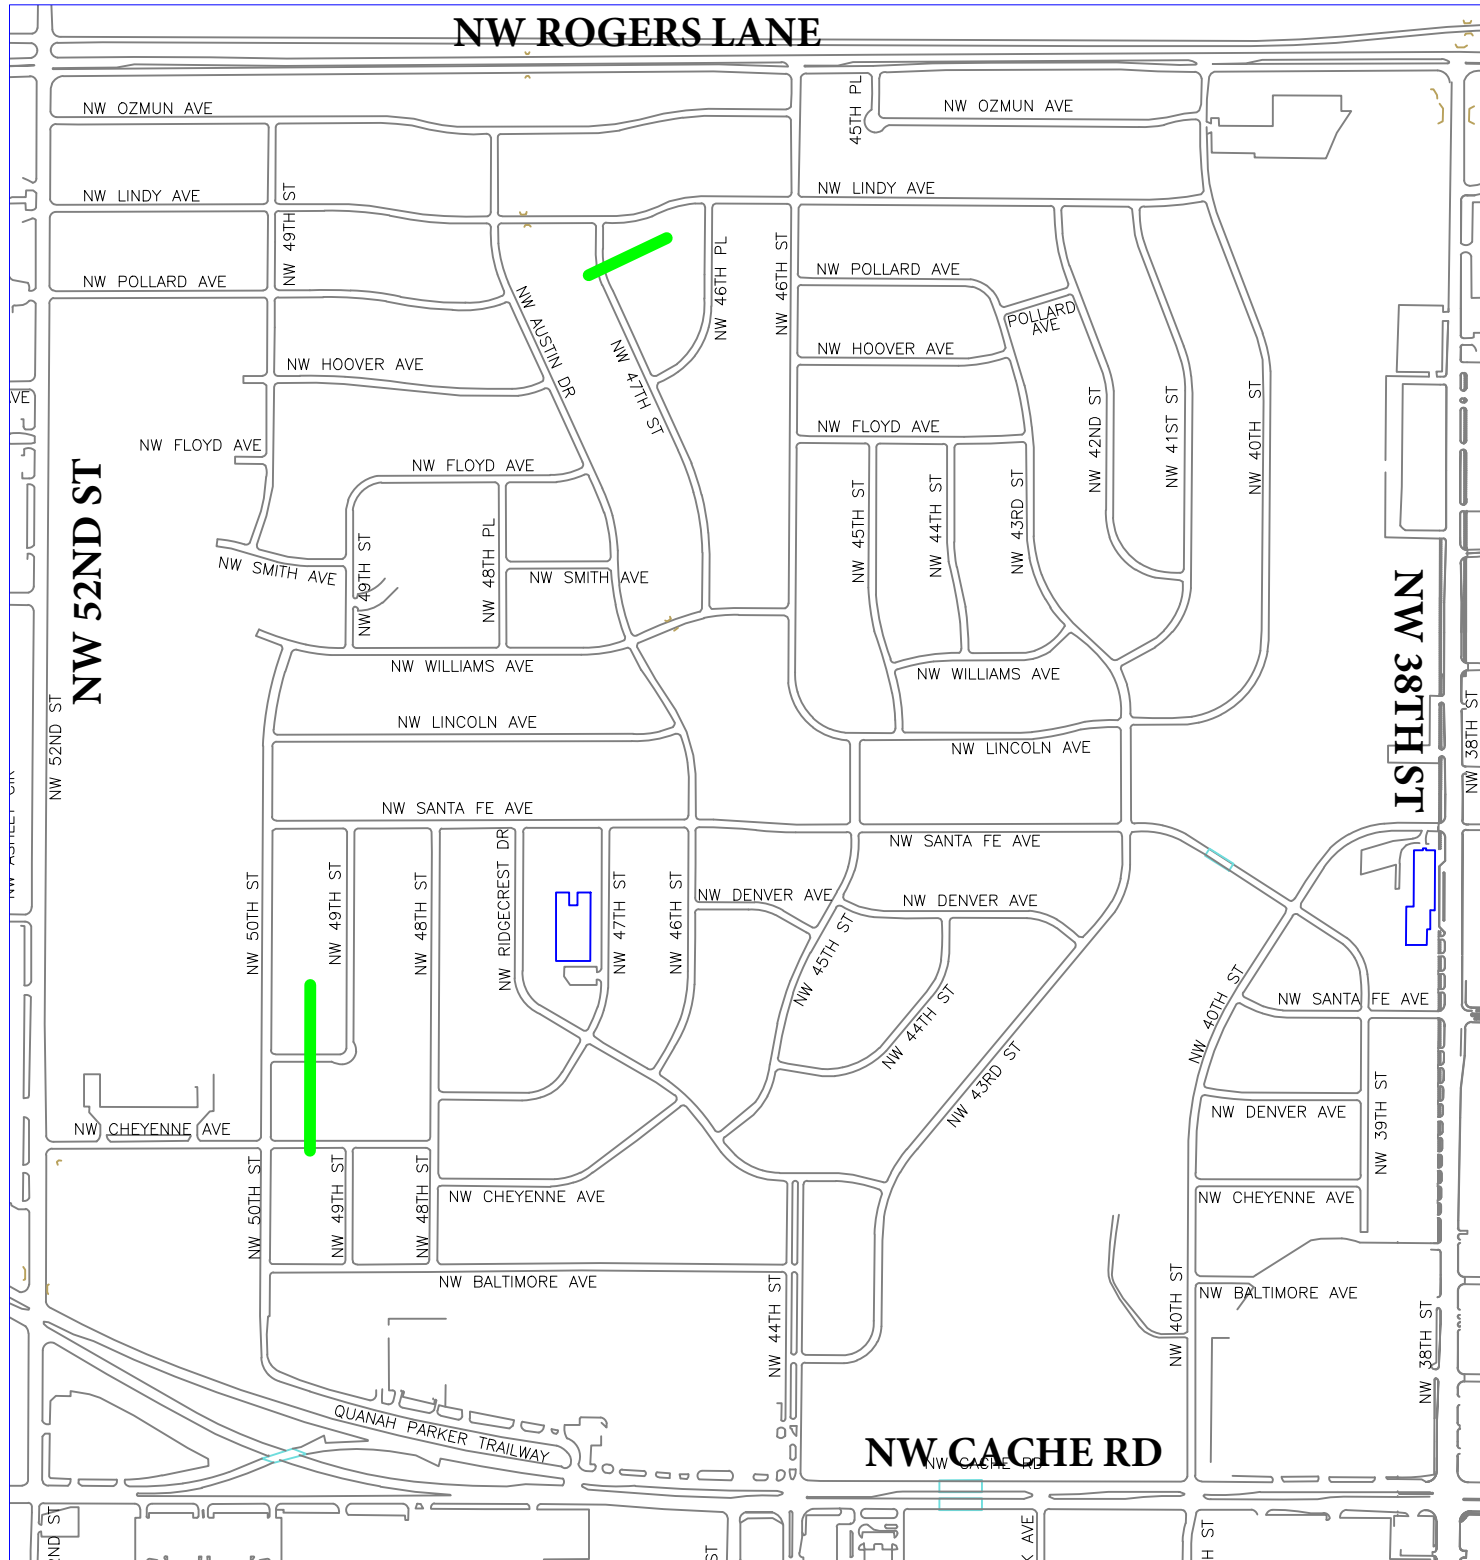 NW ROGERS LANE
NW OZMUN AVE
45TH PL
NW OZMUN AVE
NW LINDY AVE
NW 49TH ST
NW LINDY AVE
NW POLLARD AVE
NW 46TH PL
NW 46TH ST
NW POLLARD AVE
NW AUSTIN DR
POLLARD
AVE
NW HOOVER AVE
NW 47TH ST
NW HOOVER AVE
NW 42ND ST
NW 41ST ST
NW 40TH ST
NW FLOYD AVE
NW FLOYD AVE
NW FLOYD AVE
NW 52ND ST
NW 45TH ST
NW 44TH ST
NW 43RD ST
NW SMITH AVE
NW 49TH ST
NW 48TH PL
NW SMITH AVE
NW 38TH ST
NW WILLIAMS AVE
NW WILLIAMS AVE
NW 52ND ST
NW LINCOLN AVE
NW LINCOLN AVE
NW 38TH ST
NW SANTA FE AVE
NW SANTA FE AVE
NW 50TH ST
NW 49TH ST
NW 48TH ST
NW RIDGECREST DR
NW 47TH ST
NW 46TH ST
NW DENVER AVE
NW DENVER AVE
NW 45TH ST
NW 44TH ST
NW 43RD ST
NW 40TH ST
NW SANTA FE AVE
NW CHEYENNE AVE
NW DENVER AVE
NW 39TH ST
NW 50TH ST
NW 49TH ST
NW 48TH ST
NW CHEYENNE AVE
NW CHEYENNE AVE
NW BALTIMORE AVE
NW 44TH ST
NW 40TH ST
NW BALTIMORE AVE
NW 38TH ST
QUANAH PARKER TRAILWAY
NW CACHE RD
NW CACHE RD
ST
AVE
ST